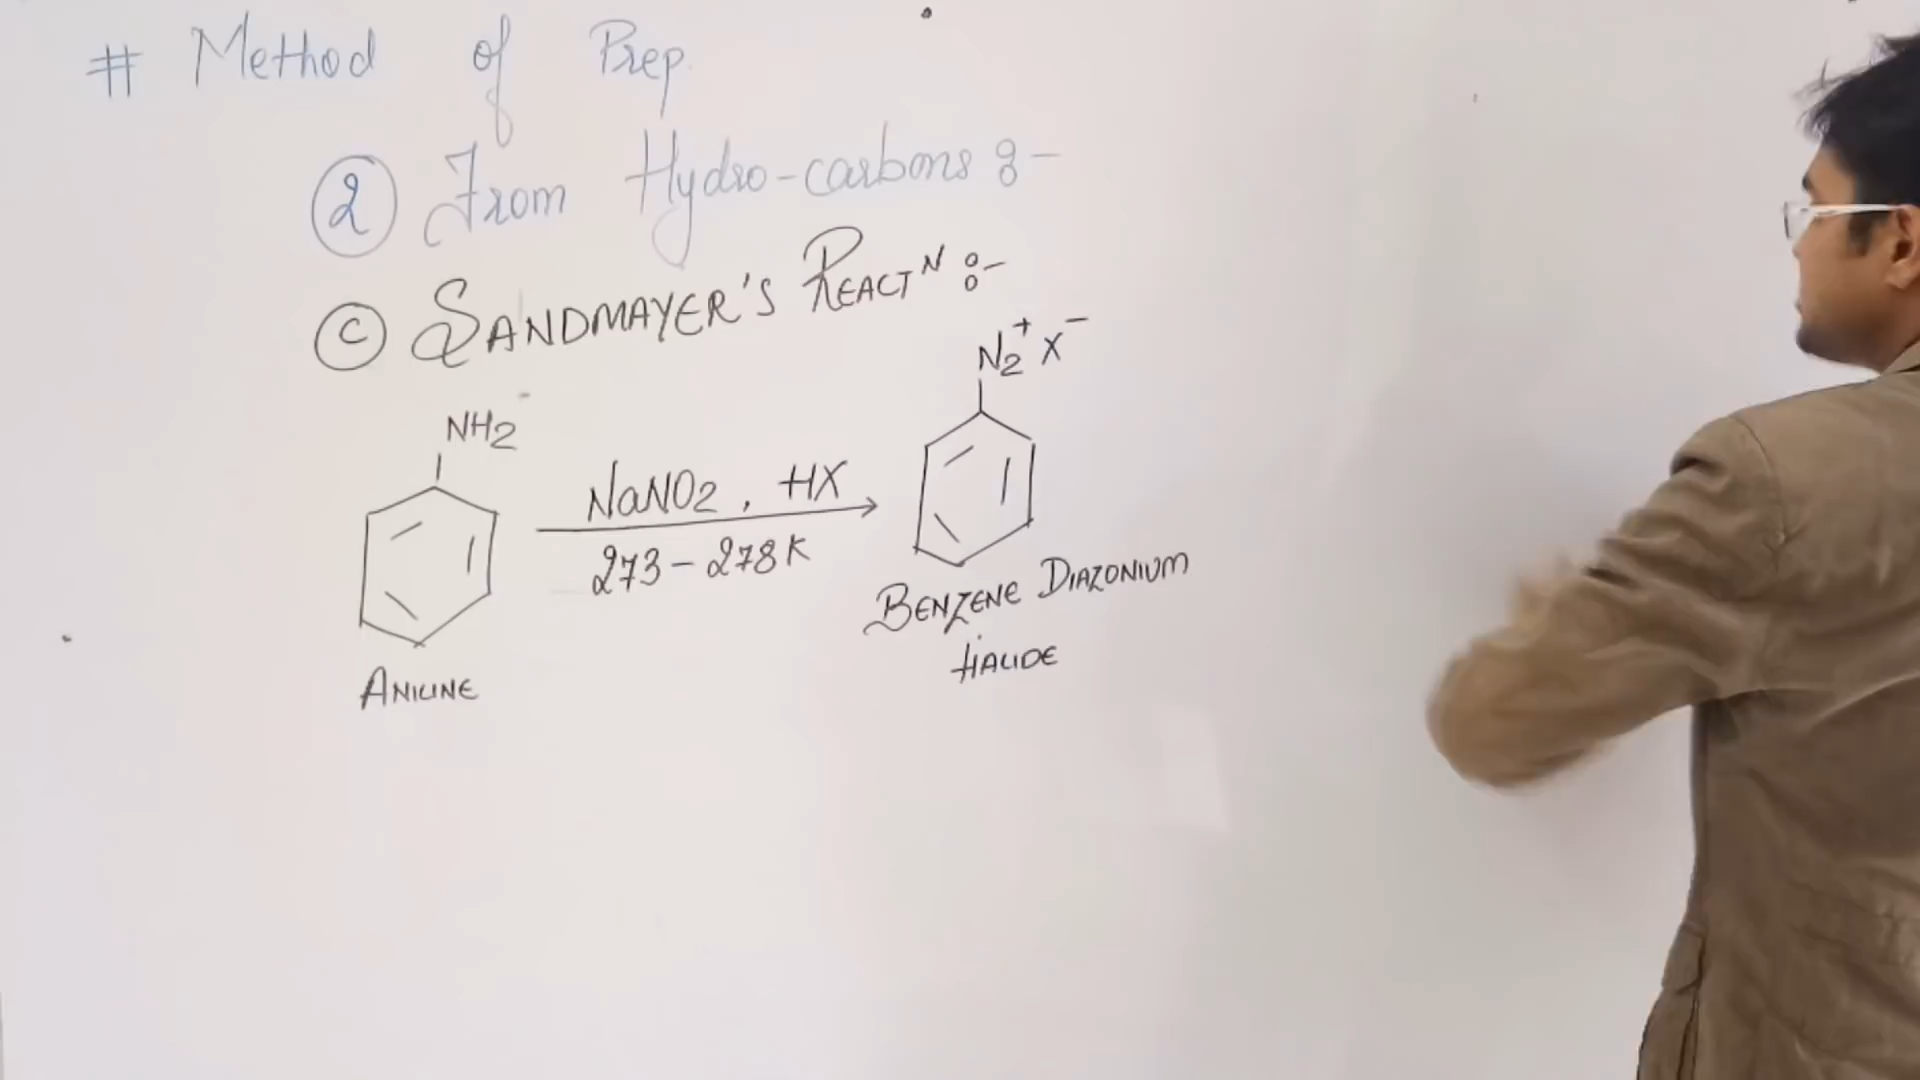 # Method of Prep.
② From Hydro-carbons :-
Ⓒ SANDMAYER'S REACTᴺ :-
N₂⁺X⁻
NH₂
NaNO₂, HX
273-278K
BENZENE DIAZONIUM
HALIDE
ANILINE